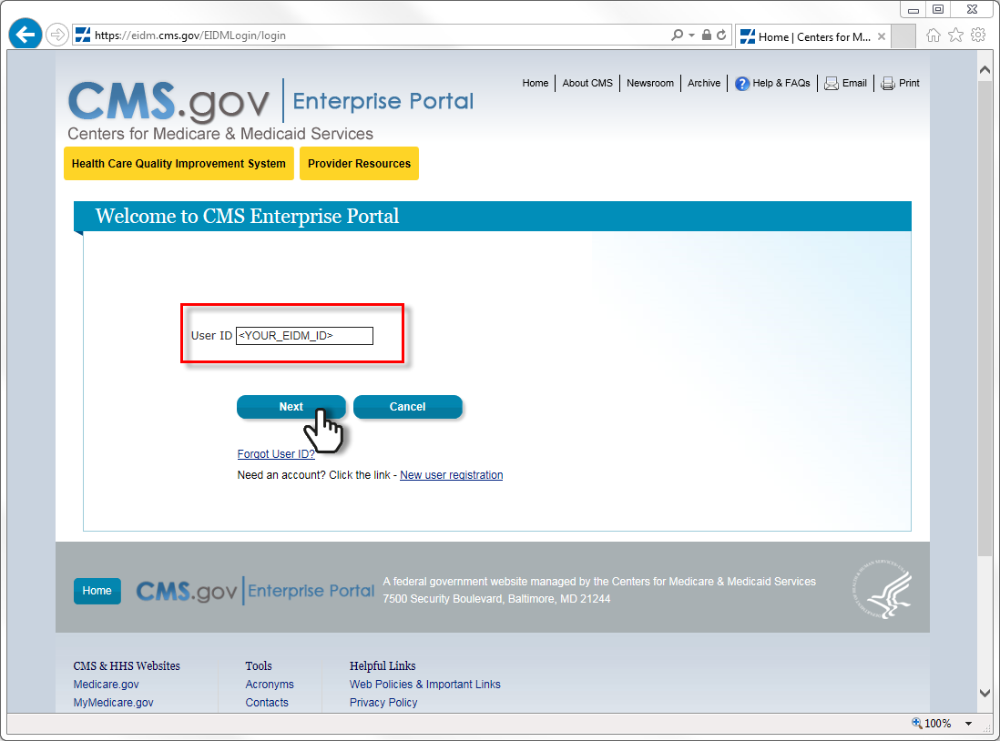 https://eidm.cms.gov/EIDMLogin/login
Home | Centers for M...
Home About CMS Newsroom Archive ? Help & FAQs Email Print
CMS.gov Enterprise Portal
Centers for Medicare & Medicaid Services
Health Care Quality Improvement System Provider Resources
Welcome to CMS Enterprise Portal
User ID <YOUR_EIDM_ID>
Next Cancel
Forgot User ID?
Need an account? Click the link - New user registration
Home CMS.gov Enterprise Portal
A federal government website managed by the Centers for Medicare & Medicaid Services
7500 Security Boulevard, Baltimore, MD 21244
CMS & HHS Websites
Medicare.gov
MyMedicare.gov
Tools
Acronyms
Contacts
Helpful Links
Web Policies & Important Links
Privacy Policy
100%